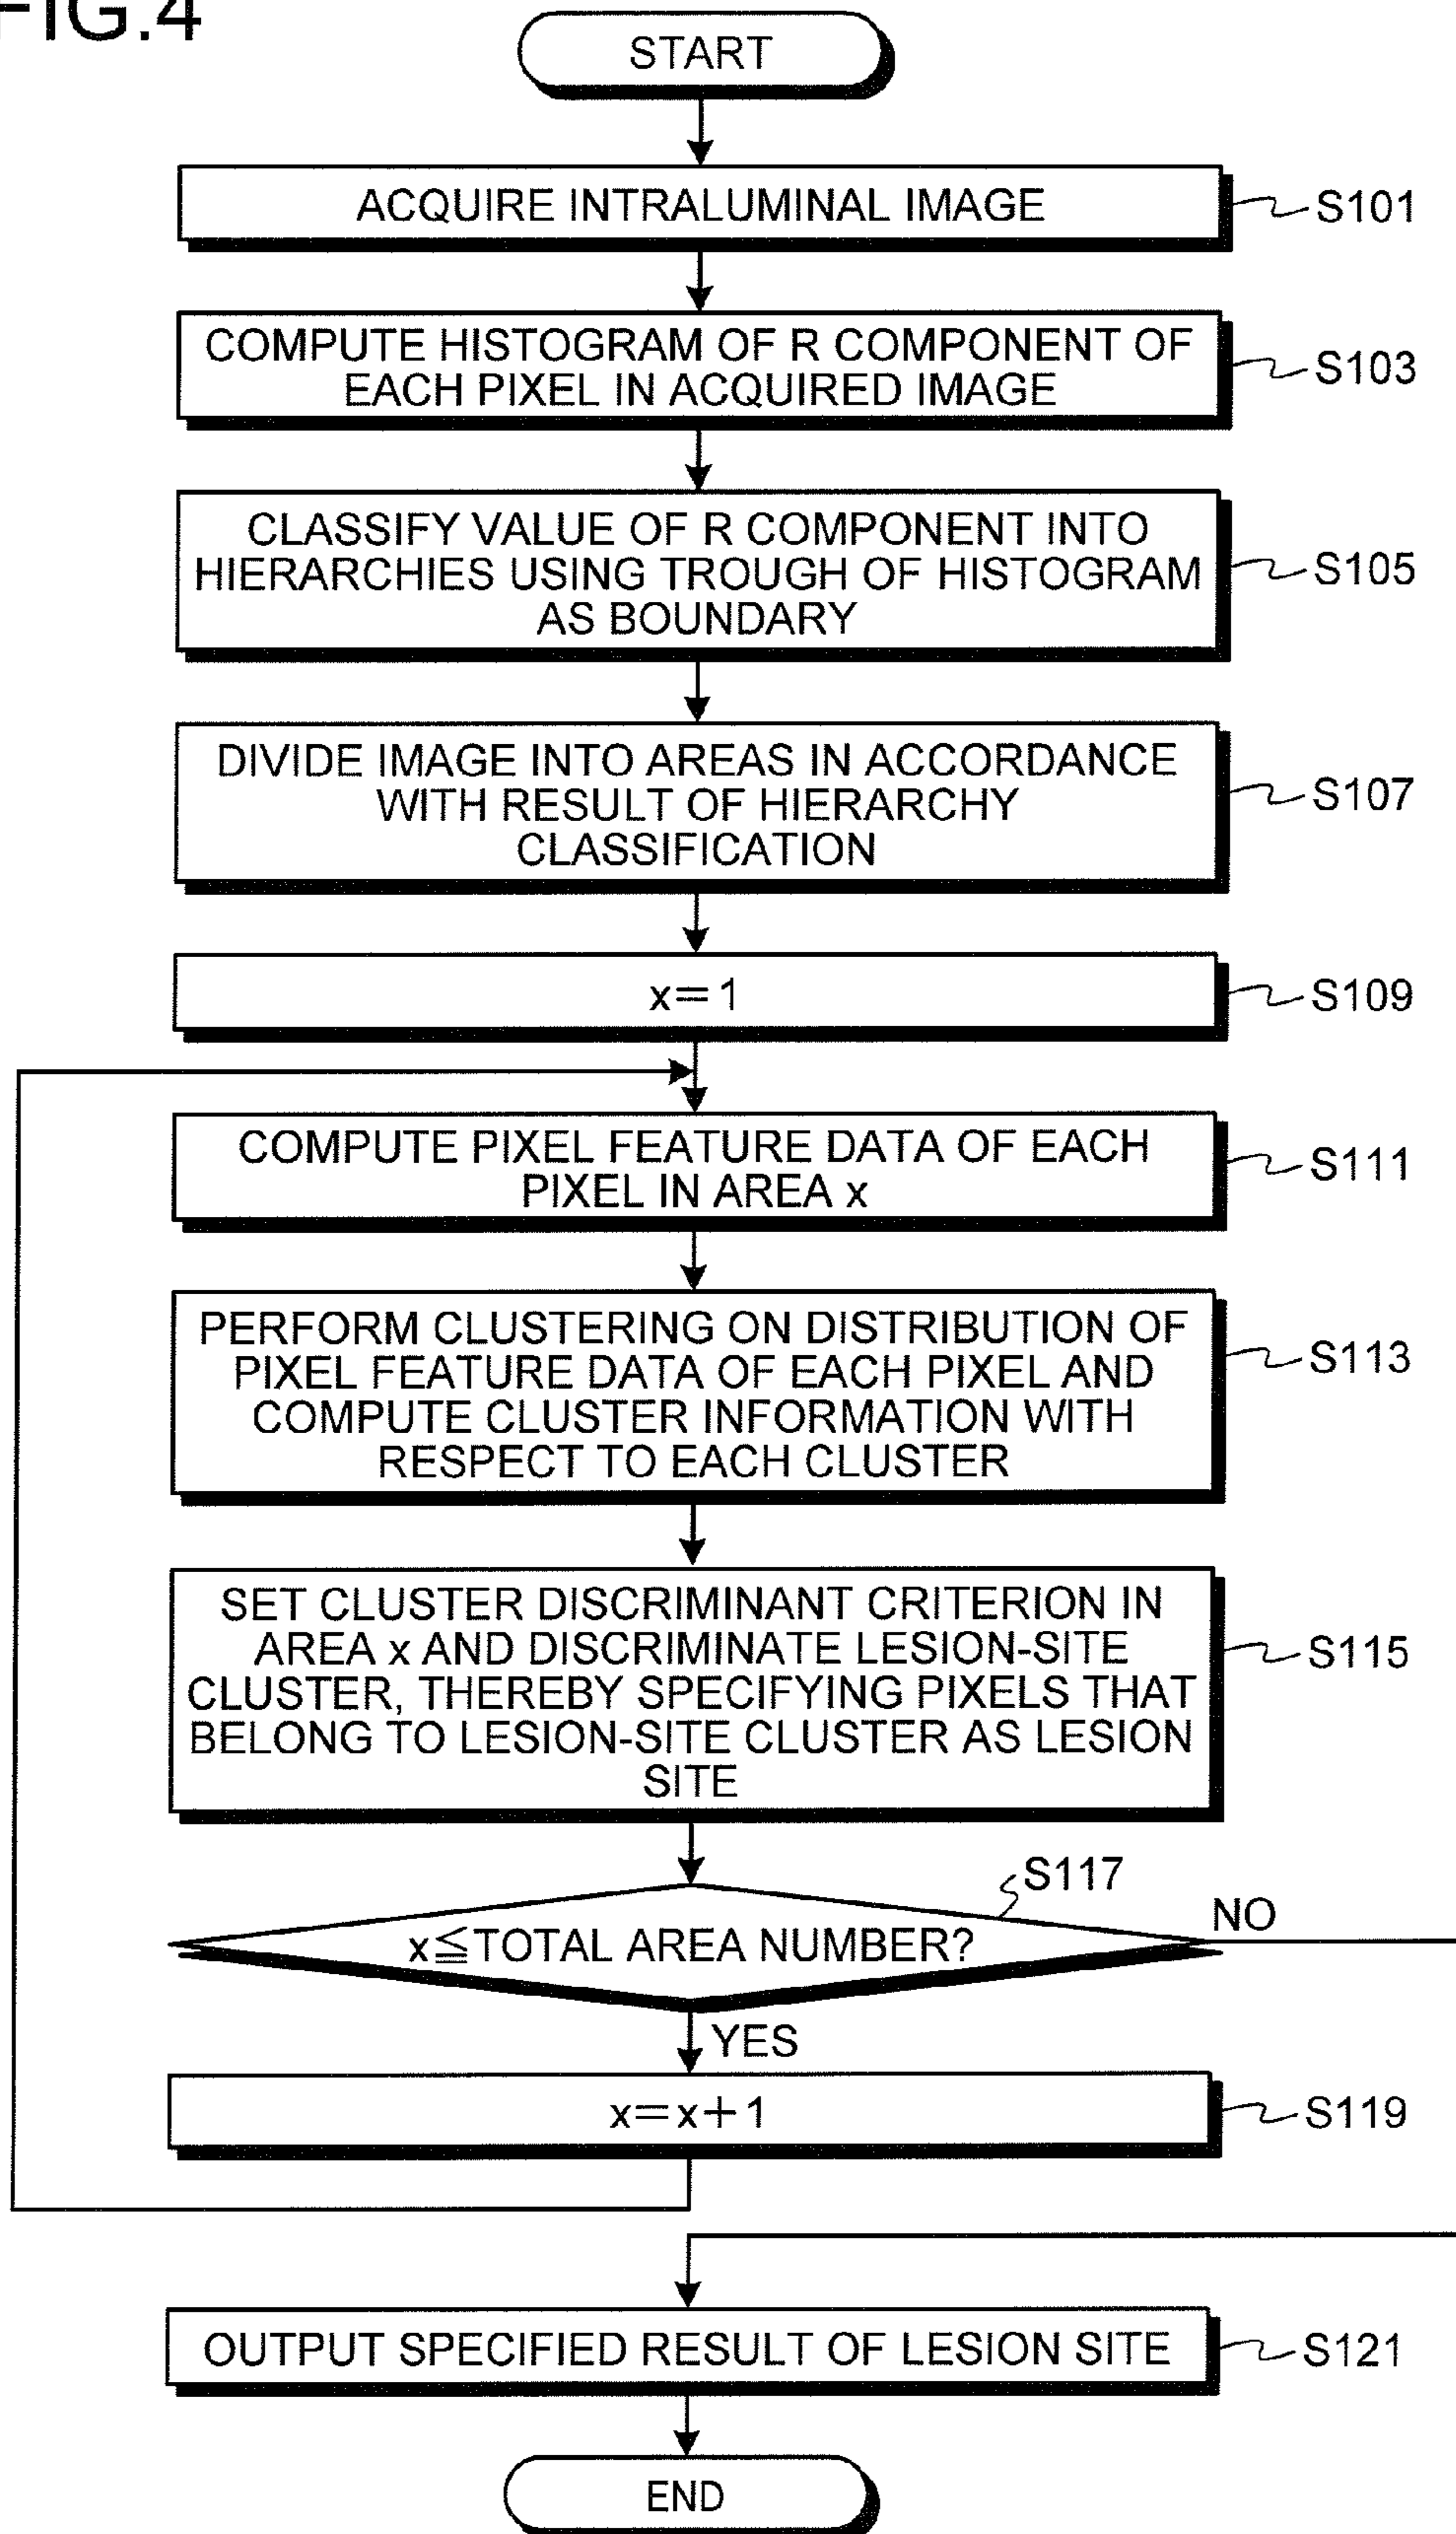 FIG.4
START
ACQUIRE INTRALUMINAL IMAGE
S101
COMPUTE HISTOGRAM OF R COMPONENT OF
EACH PIXEL IN ACQUIRED IMAGE
S103
CLASSIFY VALUE OF R COMPONENT INTO
HIERARCHIES USING TROUGH OF HISTOGRAM
AS BOUNDARY
S105
DIVIDE IMAGE INTO AREAS IN ACCORDANCE
WITH RESULT OF HIERARCHY
CLASSIFICATION
S107
x=1
S109
COMPUTE PIXEL FEATURE DATA OF EACH
PIXEL IN AREA x
S111
PERFORM CLUSTERING ON DISTRIBUTION OF
PIXEL FEATURE DATA OF EACH PIXEL AND
COMPUTE CLUSTER INFORMATION WITH
RESPECT TO EACH CLUSTER
S113
SET CLUSTER DISCRIMINANT CRITERION IN
AREA x AND DISCRIMINATE LESION-SITE
CLUSTER, THEREBY SPECIFYING PIXELS THAT
BELONG TO LESION-SITE CLUSTER AS LESION
SITE
S115
S117
x≦TOTAL AREA NUMBER?
NO
YES
x=x+1
S119
OUTPUT SPECIFIED RESULT OF LESION SITE
S121
END